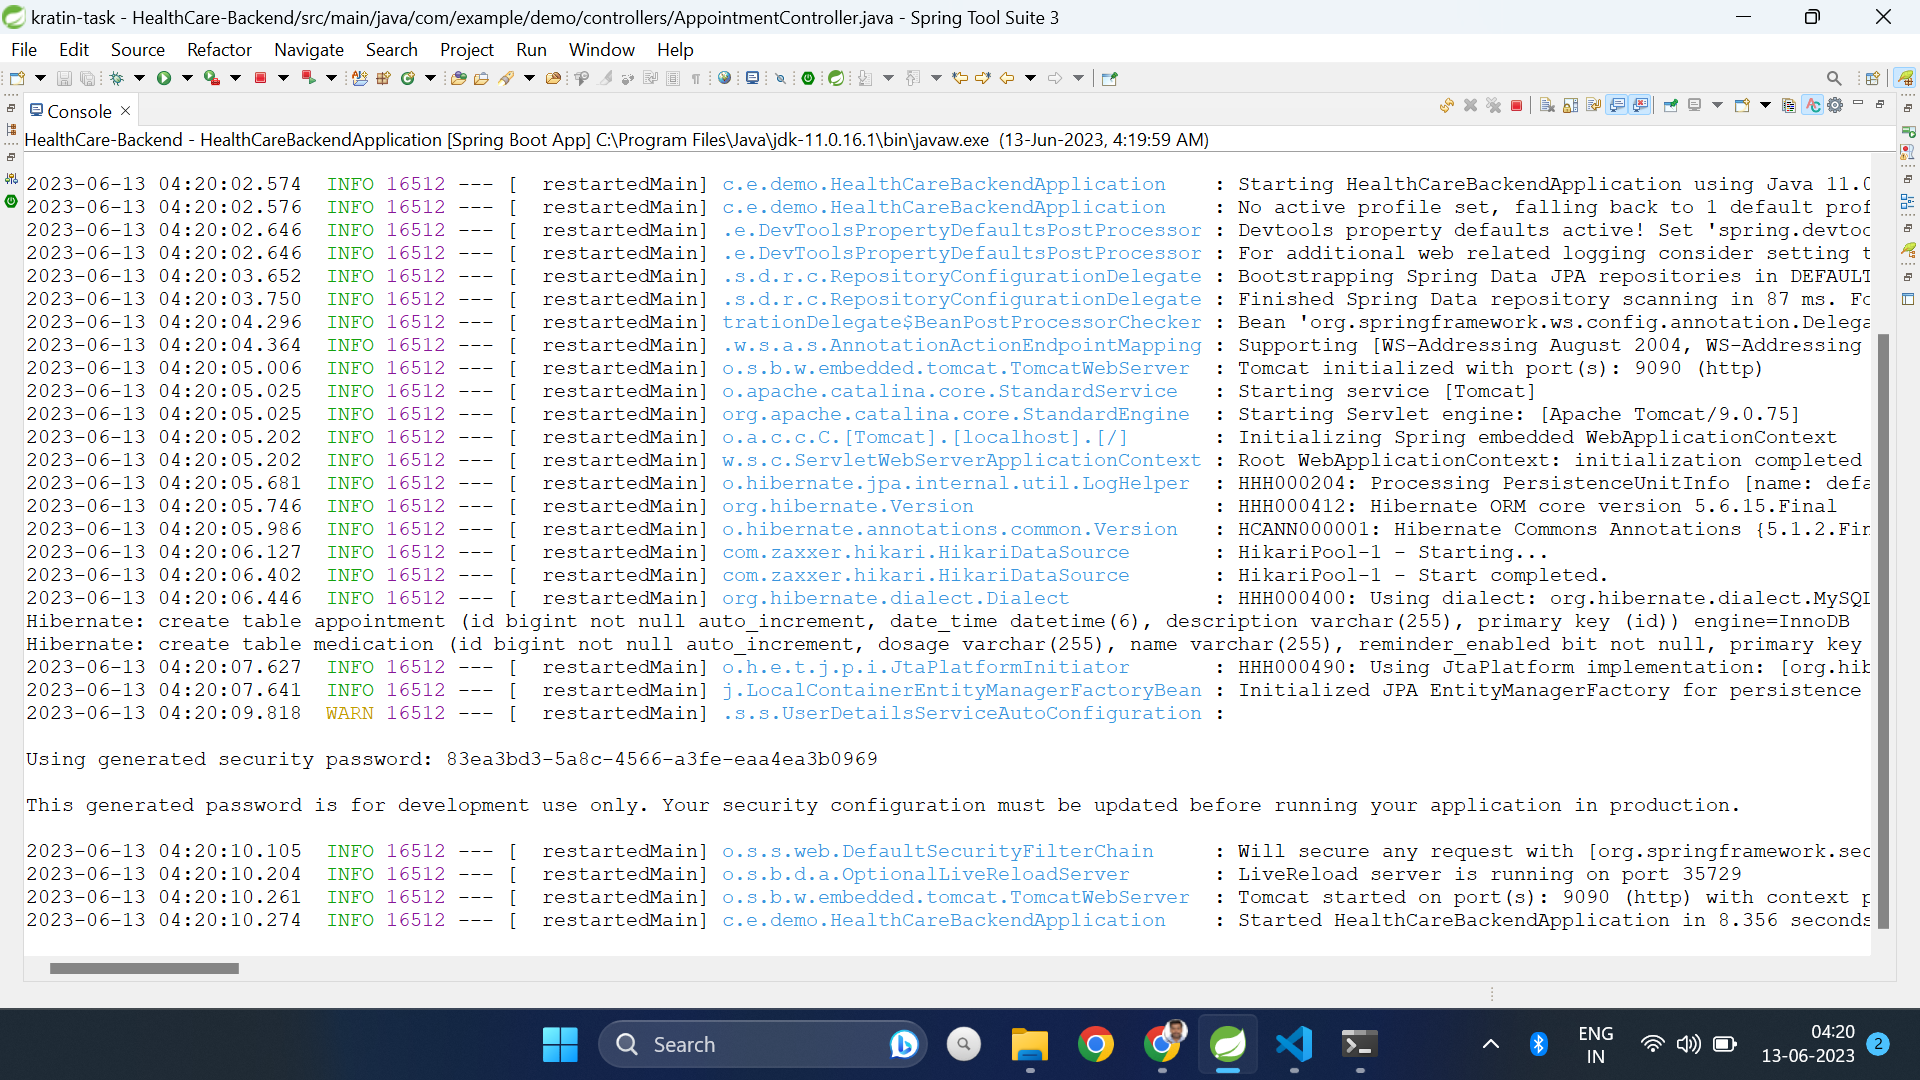 kratin-task - HealthCare-Backend/src/main/java/com/example/demo/controllers/AppointmentController.java - Spring Tool Suite 3
File Edit Source Refactor Navigate Search Project Run Window Help
Console
HealthCare-Backend - HealthCareBackendApplication [Spring Boot App] C:\Program Files\Java\jdk-11.0.16.1\bin\javaw.exe (13-Jun-2023, 4:19:59 AM)
2023-06-13 04:20:02.574  INFO 16512 --- [  restartedMain] c.e.demo.HealthCareBackendApplication    : Starting HealthCareBackendApplication using Java 11.0
2023-06-13 04:20:02.576  INFO 16512 --- [  restartedMain] c.e.demo.HealthCareBackendApplication    : No active profile set, falling back to 1 default prof
2023-06-13 04:20:02.646  INFO 16512 --- [  restartedMain] .e.DevToolsPropertyDefaultsPostProcessor : Devtools property defaults active! Set 'spring.devtoo
2023-06-13 04:20:02.646  INFO 16512 --- [  restartedMain] .e.DevToolsPropertyDefaultsPostProcessor : For additional web related logging consider setting t
2023-06-13 04:20:03.652  INFO 16512 --- [  restartedMain] .s.d.r.c.RepositoryConfigurationDelegate : Bootstrapping Spring Data JPA repositories in DEFAULT
2023-06-13 04:20:03.750  INFO 16512 --- [  restartedMain] .s.d.r.c.RepositoryConfigurationDelegate : Finished Spring Data repository scanning in 87 ms. Fo
2023-06-13 04:20:04.296  INFO 16512 --- [  restartedMain] trationDelegate$BeanPostProcessorChecker : Bean 'org.springframework.ws.config.annotation.Delega
2023-06-13 04:20:04.364  INFO 16512 --- [  restartedMain] .w.s.a.s.AnnotationActionEndpointMapping : Supporting [WS-Addressing August 2004, WS-Addressing
2023-06-13 04:20:05.006  INFO 16512 --- [  restartedMain] o.s.b.w.embedded.tomcat.TomcatWebServer  : Tomcat initialized with port(s): 9090 (http)
2023-06-13 04:20:05.025  INFO 16512 --- [  restartedMain] o.apache.catalina.core.StandardService   : Starting service [Tomcat]
2023-06-13 04:20:05.025  INFO 16512 --- [  restartedMain] org.apache.catalina.core.StandardEngine  : Starting Servlet engine: [Apache Tomcat/9.0.75]
2023-06-13 04:20:05.202  INFO 16512 --- [  restartedMain] o.a.c.c.C.[Tomcat].[localhost].[/]       : Initializing Spring embedded WebApplicationContext
2023-06-13 04:20:05.202  INFO 16512 --- [  restartedMain] w.s.c.ServletWebServerApplicationContext : Root WebApplicationContext: initialization completed
2023-06-13 04:20:05.681  INFO 16512 --- [  restartedMain] o.hibernate.jpa.internal.util.LogHelper  : HHH000204: Processing PersistenceUnitInfo [name: defa
2023-06-13 04:20:05.746  INFO 16512 --- [  restartedMain] org.hibernate.Version                    : HHH000412: Hibernate ORM core version 5.6.15.Final
2023-06-13 04:20:05.986  INFO 16512 --- [  restartedMain] o.hibernate.annotations.common.Version   : HCANN000001: Hibernate Commons Annotations {5.1.2.Fin
2023-06-13 04:20:06.127  INFO 16512 --- [  restartedMain] com.zaxxer.hikari.HikariDataSource       : HikariPool-1 - Starting...
2023-06-13 04:20:06.402  INFO 16512 --- [  restartedMain] com.zaxxer.hikari.HikariDataSource       : HikariPool-1 - Start completed.
2023-06-13 04:20:06.446  INFO 16512 --- [  restartedMain] org.hibernate.dialect.Dialect            : HHH000400: Using dialect: org.hibernate.dialect.MySQL
Hibernate: create table appointment (id bigint not null auto_increment, date_time datetime(6), description varchar(255), primary key (id)) engine=InnoDB
Hibernate: create table medication (id bigint not null auto_increment, dosage varchar(255), name varchar(255), reminder_enabled bit not null, primary key
2023-06-13 04:20:07.627  INFO 16512 --- [  restartedMain] o.h.e.t.j.p.i.JtaPlatformInitiator       : HHH000490: Using JtaPlatform implementation: [org.hib
2023-06-13 04:20:07.641  INFO 16512 --- [  restartedMain] j.LocalContainerEntityManagerFactoryBean : Initialized JPA EntityManagerFactory for persistence
2023-06-13 04:20:09.818  WARN 16512 --- [  restartedMain] .s.s.UserDetailsServiceAutoConfiguration :
Using generated security password: 83ea3bd3-5a8c-4566-a3fe-eaa4ea3b0969
This generated password is for development use only. Your security configuration must be updated before running your application in production.
2023-06-13 04:20:10.105  INFO 16512 --- [  restartedMain] o.s.s.web.DefaultSecurityFilterChain     : Will secure any request with [org.springframework.sec
2023-06-13 04:20:10.204  INFO 16512 --- [  restartedMain] o.s.b.d.a.OptionalLiveReloadServer       : LiveReload server is running on port 35729
2023-06-13 04:20:10.261  INFO 16512 --- [  restartedMain] o.s.b.w.embedded.tomcat.TomcatWebServer  : Tomcat started on port(s): 9090 (http) with context p
2023-06-13 04:20:10.274  INFO 16512 --- [  restartedMain] c.e.demo.HealthCareBackendApplication    : Started HealthCareBackendApplication in 8.356 seconds
Search
ENG
IN
04:20
13-06-2023
2